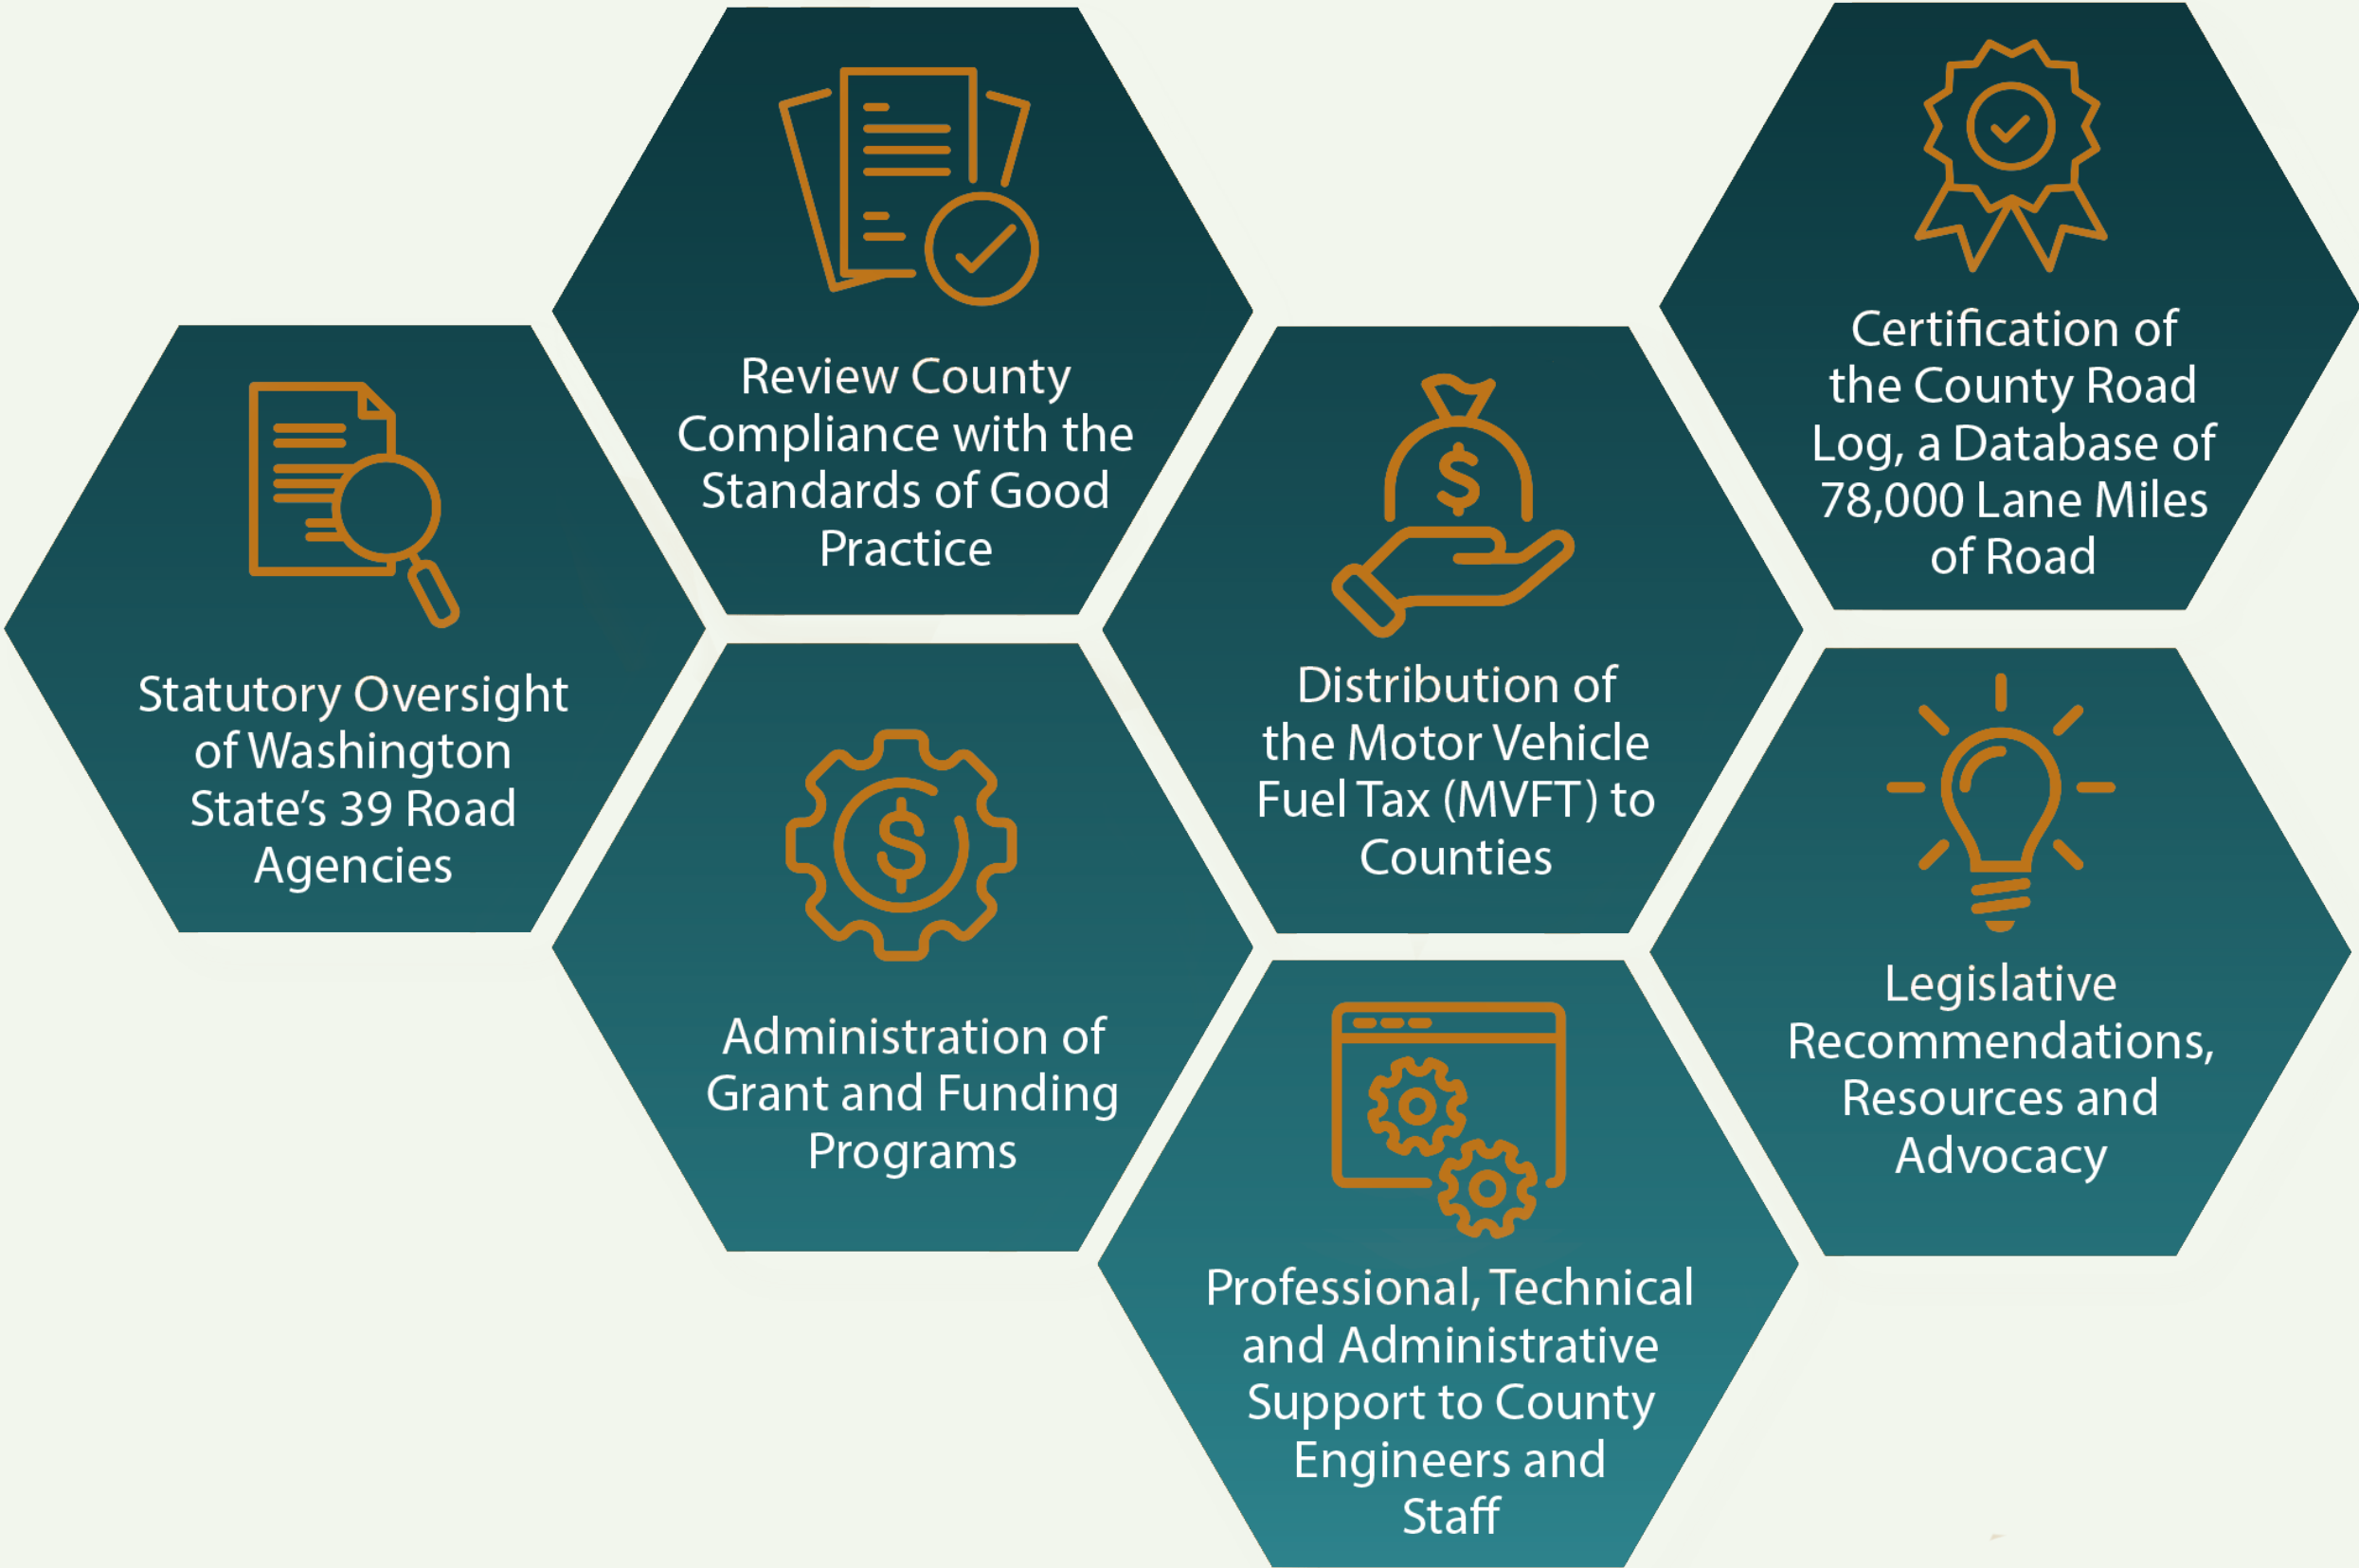 Statutory Oversight
of Washington
State's 39 Road
Agencies
Review County
Compliance with the
Standards of Good
Practice
Administration of
Grant and Funding
Programs
Distribution of
the Motor Vehicle
Fuel Tax (MVFT) to
Counties
Professional, Technical
and Administrative
Support to County
Engineers and
Staff
Certification of
the County Road
Log, a Database of
78,000 Lane Miles
of Road
Legislative
Recommendations,
Resources and
Advocacy